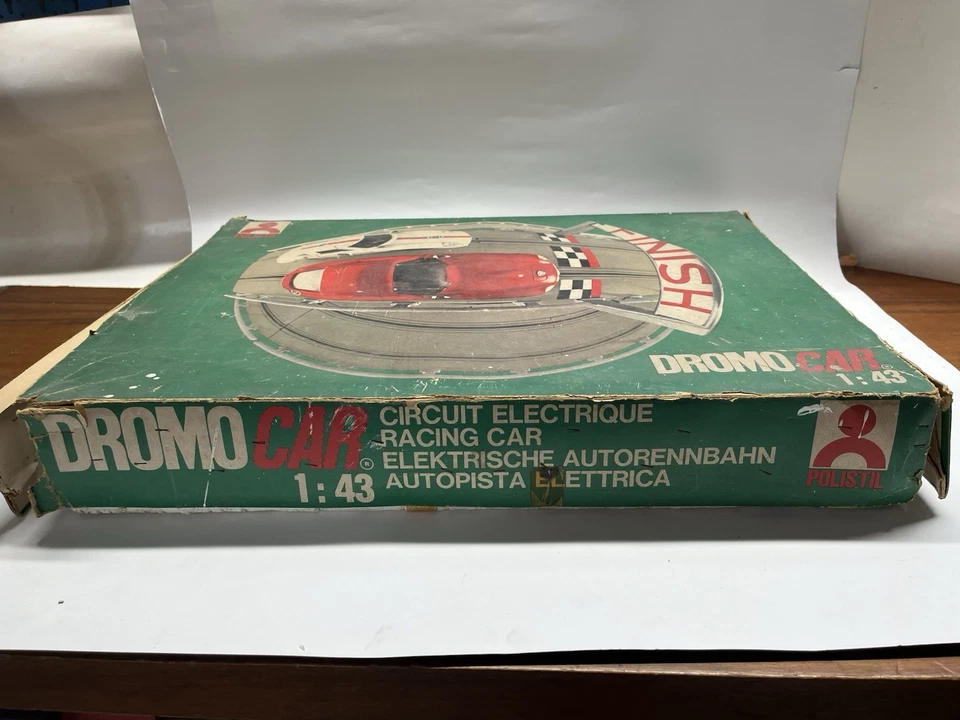 FINISH
DROMO CAR®
1:43
DROMO CAR®
1:43
CIRCUIT ELECTRIQUE
RACING CAR
ELEKTRISCHE AUTORENNBAHN
AUTOPISTA ELETTRICA
POLISTIL